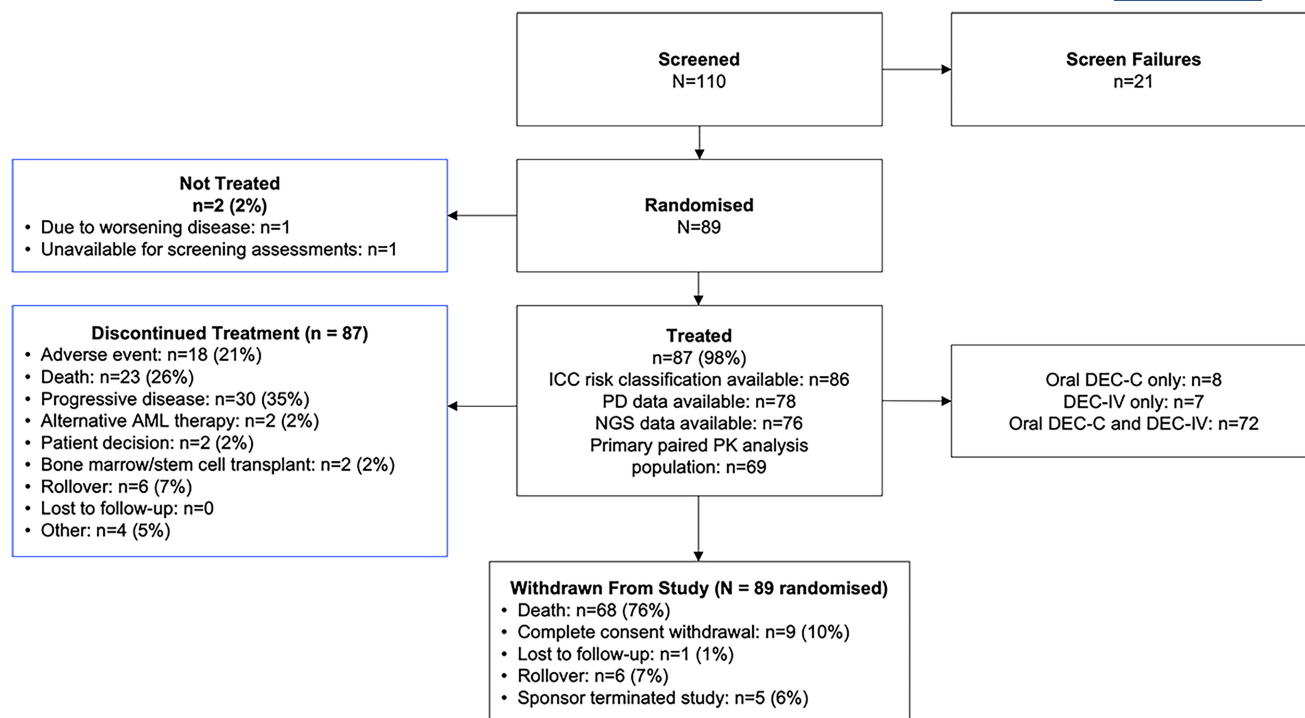 Screened
N=110
Screen Failures
n=21
Not Treated
n=2 (2%)
• Due to worsening disease: n=1
• Unavailable for screening assessments: n=1
Randomised
N=89
Discontinued Treatment (n = 87)
• Adverse event: n=18 (21%)
• Death: n=23 (26%)
• Progressive disease: n=30 (35%)
• Alternative AML therapy: n=2 (2%)
• Patient decision: n=2 (2%)
• Bone marrow/stem cell transplant: n=2 (2%)
• Rollover: n=6 (7%)
• Lost to follow-up: n=0
• Other: n=4 (5%)
Treated
n=87 (98%)
ICC risk classification available: n=86
PD data available: n=78
NGS data available: n=76
Primary paired PK analysis
population: n=69
Oral DEC-C only: n=8
DEC-IV only: n=7
Oral DEC-C and DEC-IV: n=72
Withdrawn From Study (N = 89 randomised)
• Death: n=68 (76%)
• Complete consent withdrawal: n=9 (10%)
• Lost to follow-up: n=1 (1%)
• Rollover: n=6 (7%)
• Sponsor terminated study: n=5 (6%)